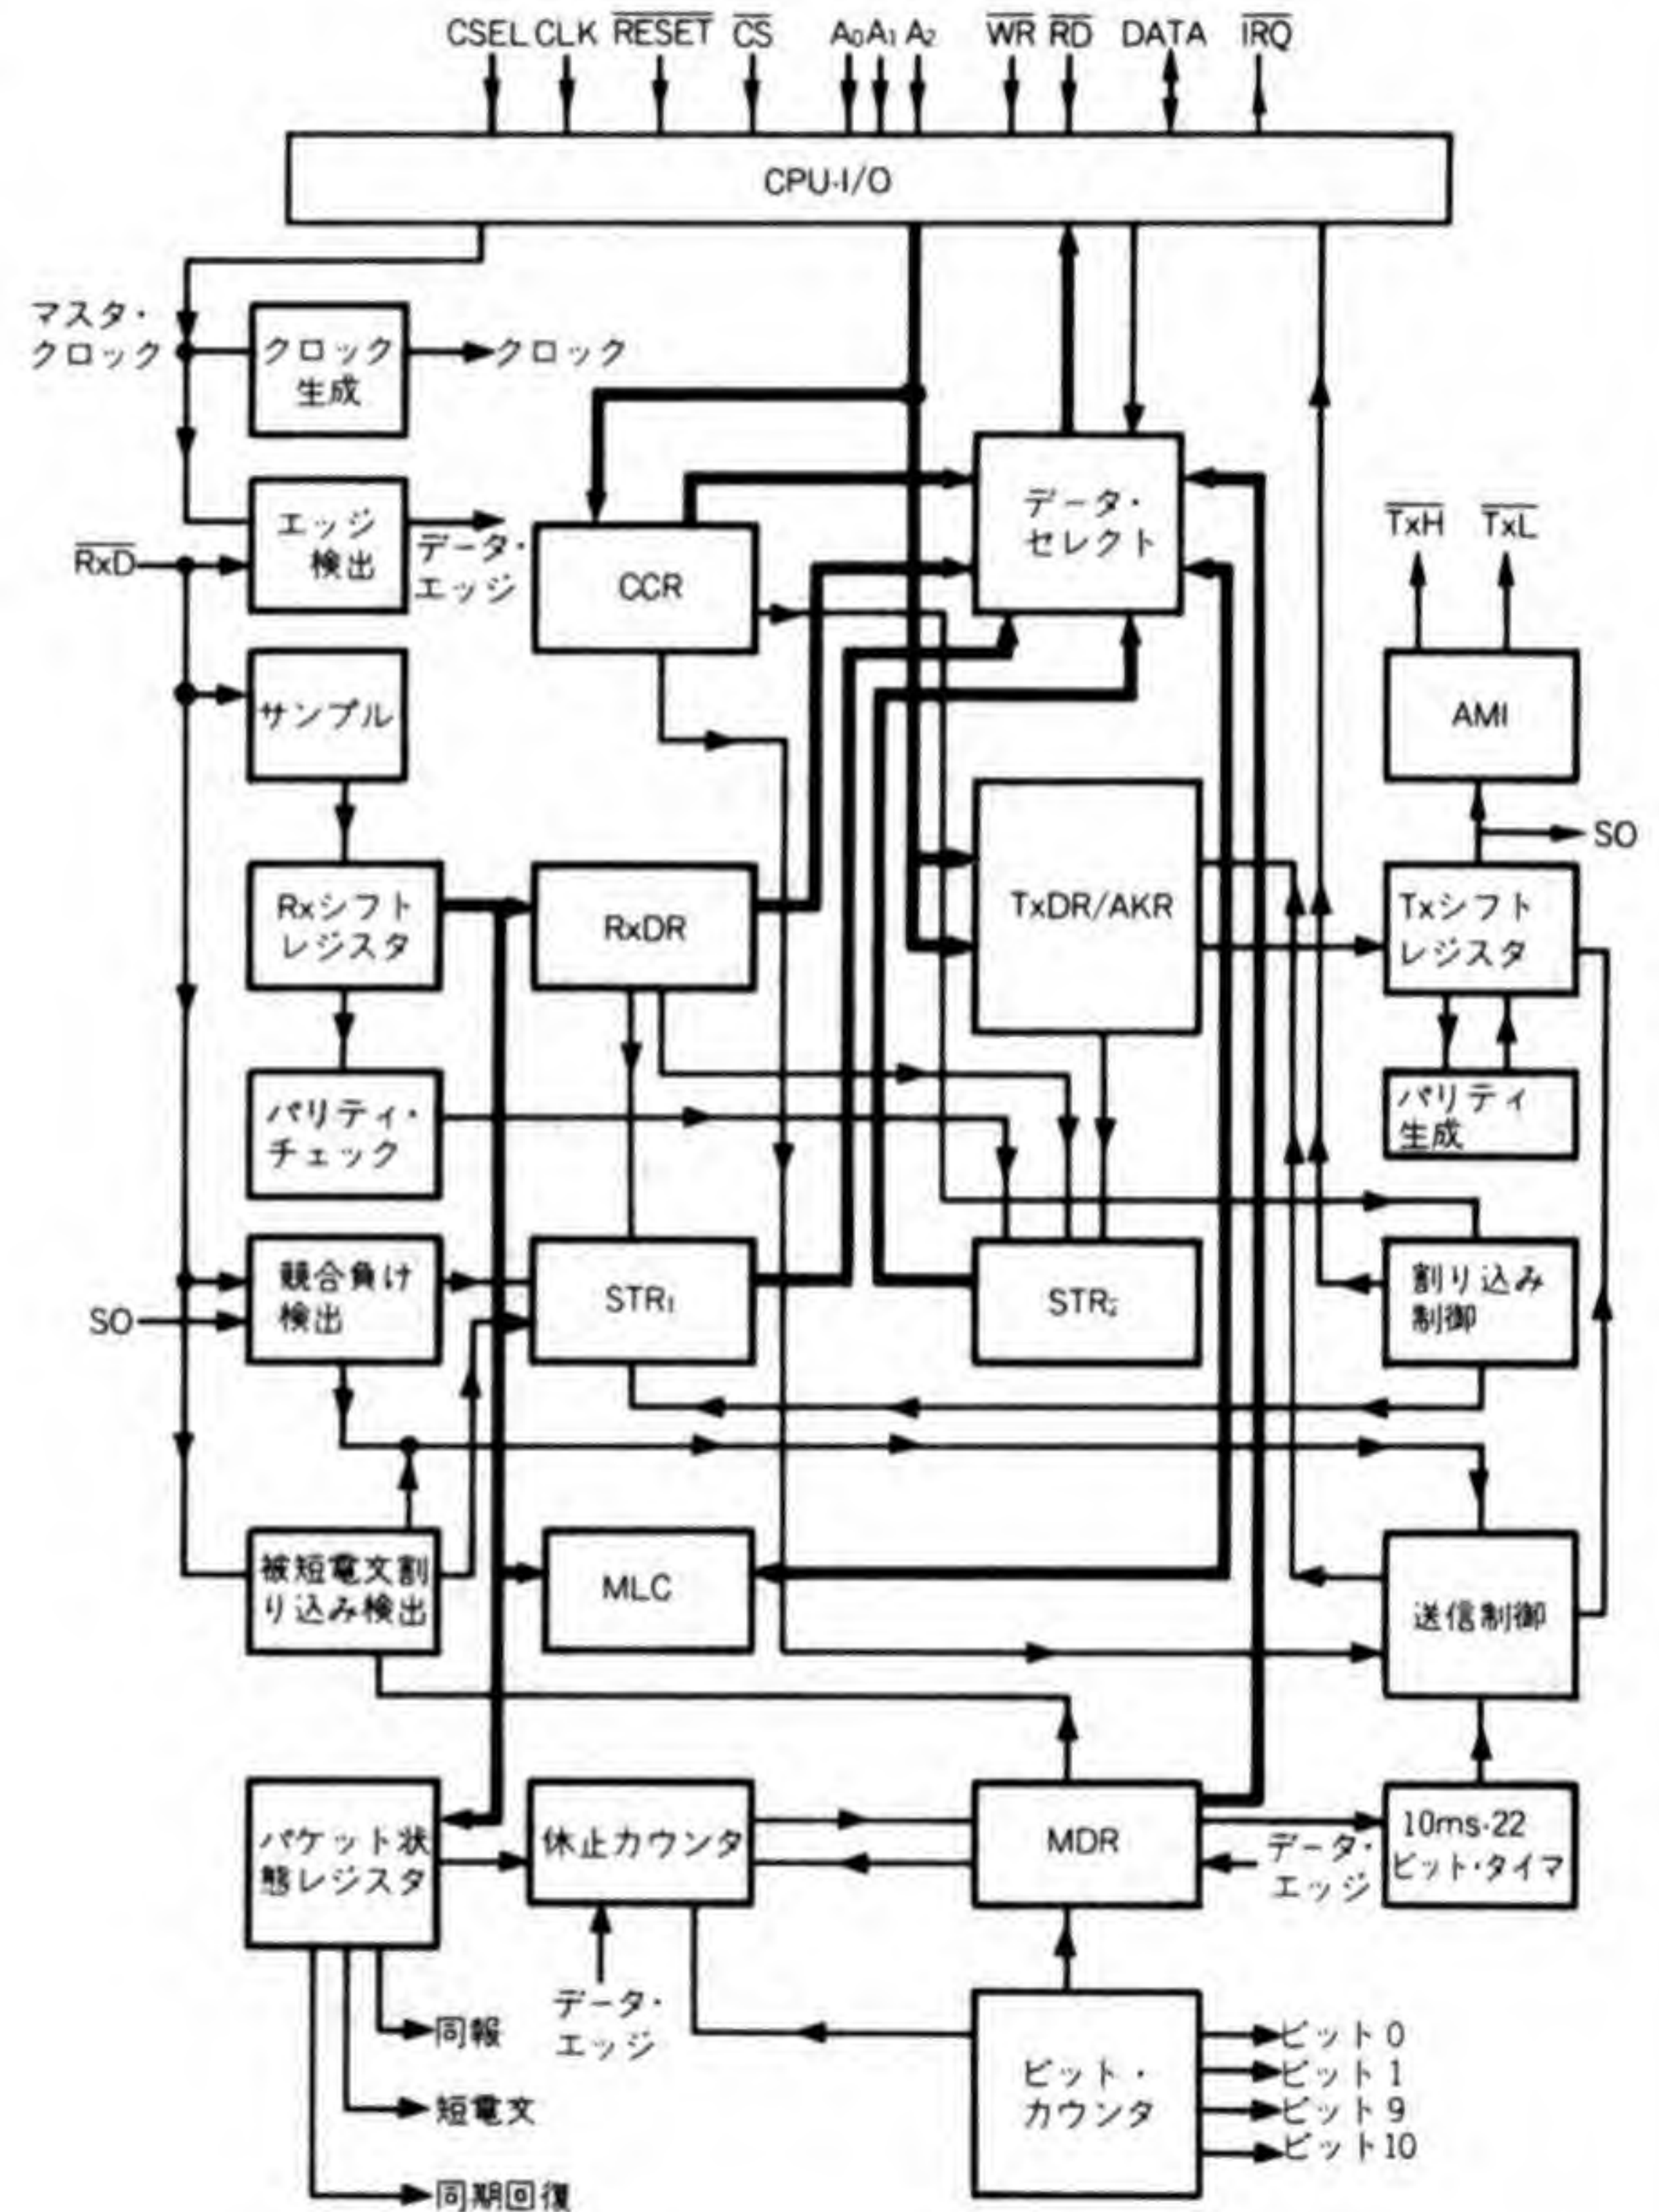 CSEL CLK RESET CS A0 A1 A2 WR RD DATA IRQ
CPU·I/O
マスタ・
クロック
クロック
生成
クロック
エッジ
検出
データ・
エッジ
RxD
CCR
データ・
セレクト
TxH TxL
サンプル
AMI
SO
Rxシフト
レジスタ
RxDR
TxDR/AKR
Txシフト
レジスタ
パリティ・
チェック
パリティ
生成
競合負け
検出
SO
STR1
STR2
割り込み
制御
被短電文割
り込み検出
MLC
送信制御
パケット状
態レジスタ
休止カウンタ
MDR
データ・
エッジ
10ms·22
ビット・タイマ
データ・
エッジ
同報
短電文
同期回復
ビット・
カウンタ
ビット0
ビット1
ビット9
ビット10